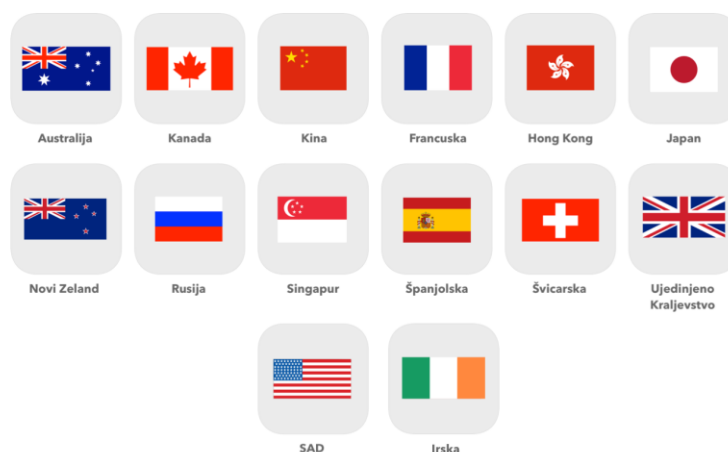 Australija
Kanada
Kina
Francuska
Hong Kong
Japan
Novi Zeland
Rusija
Singapur
Španjolska
Švicarska
Ujedinjeno
Kraljevstvo
SAD
Irska